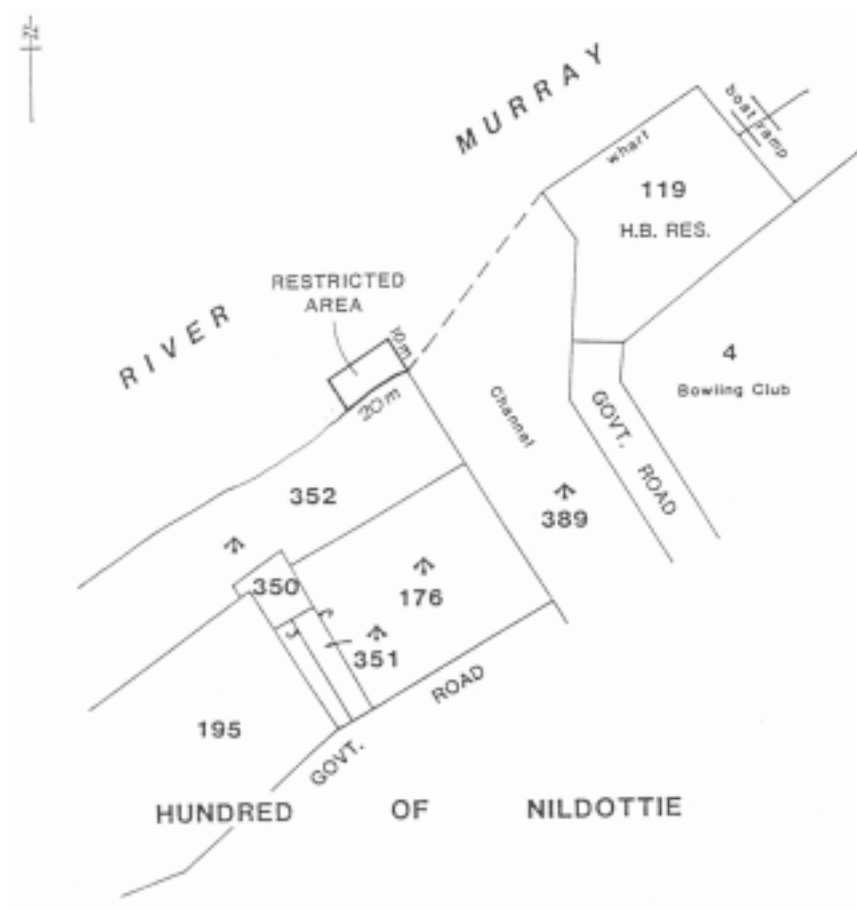 N
MURRAY
boat ramp
wharf
119
H.B. RES.
RESTRICTED
AREA
RIVER
10m
20m
4
Bowling Club
Channel
GOVT. ROAD
352
389
350
176
351
ROAD
195
GOVT.
HUNDRED OF NILDOTTIE